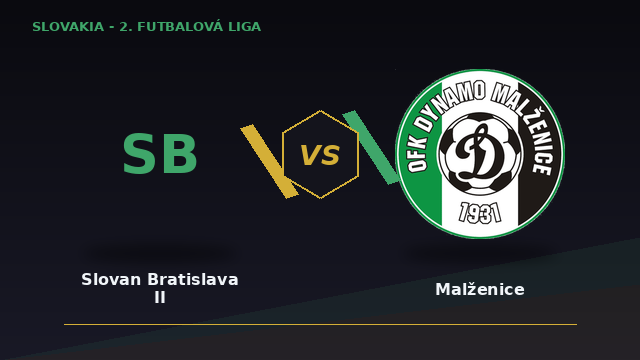 SLOVAKIA - 2. FUTBALOVÁ LIGA
SB
VS
OFK DYNAMO MALŽENICE
D
1931
Slovan Bratislava
II
Malženice